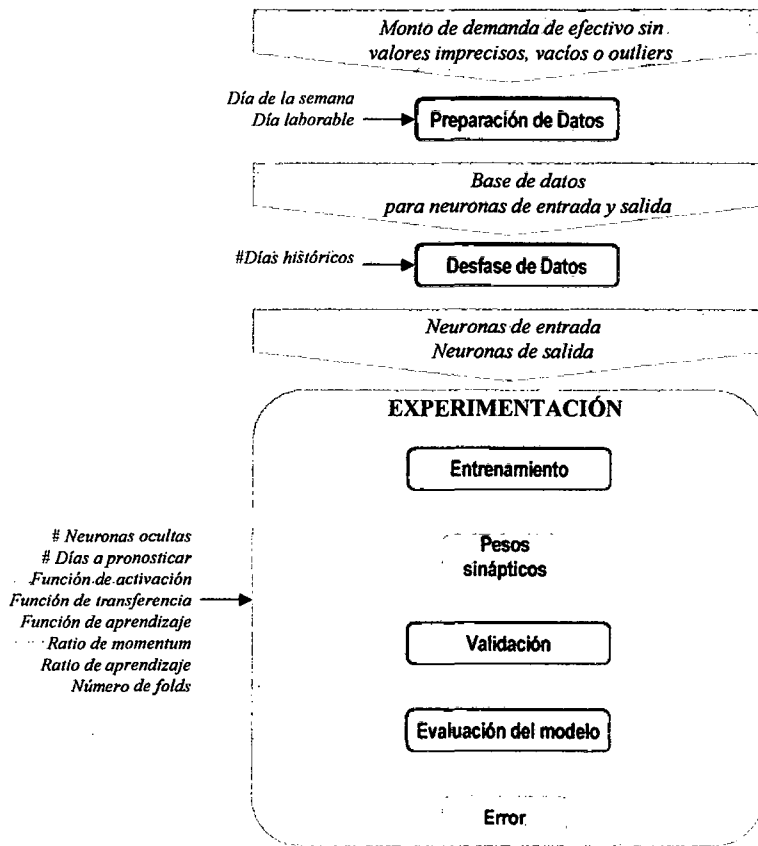 Monto de demanda de efectivo sin
valores imprecisos, vacíos o outliers
Día de la semana
Día laborable
Preparación de Datos
Base de datos
para neuronas de entrada y salida
#Días históricos
Desfase de Datos
Neuronas de entrada
Neuronas de salida
EXPERIMENTACIÓN
Entrenamiento
# Neuronas ocultas
# Días a pronosticar
Función de activación
Función de transferencia
Función de aprendizaje
Ratio de momentum
Ratio de aprendizaje
Número de folds
Pesos
sinápticos
Validación
Evaluación del modelo
Error